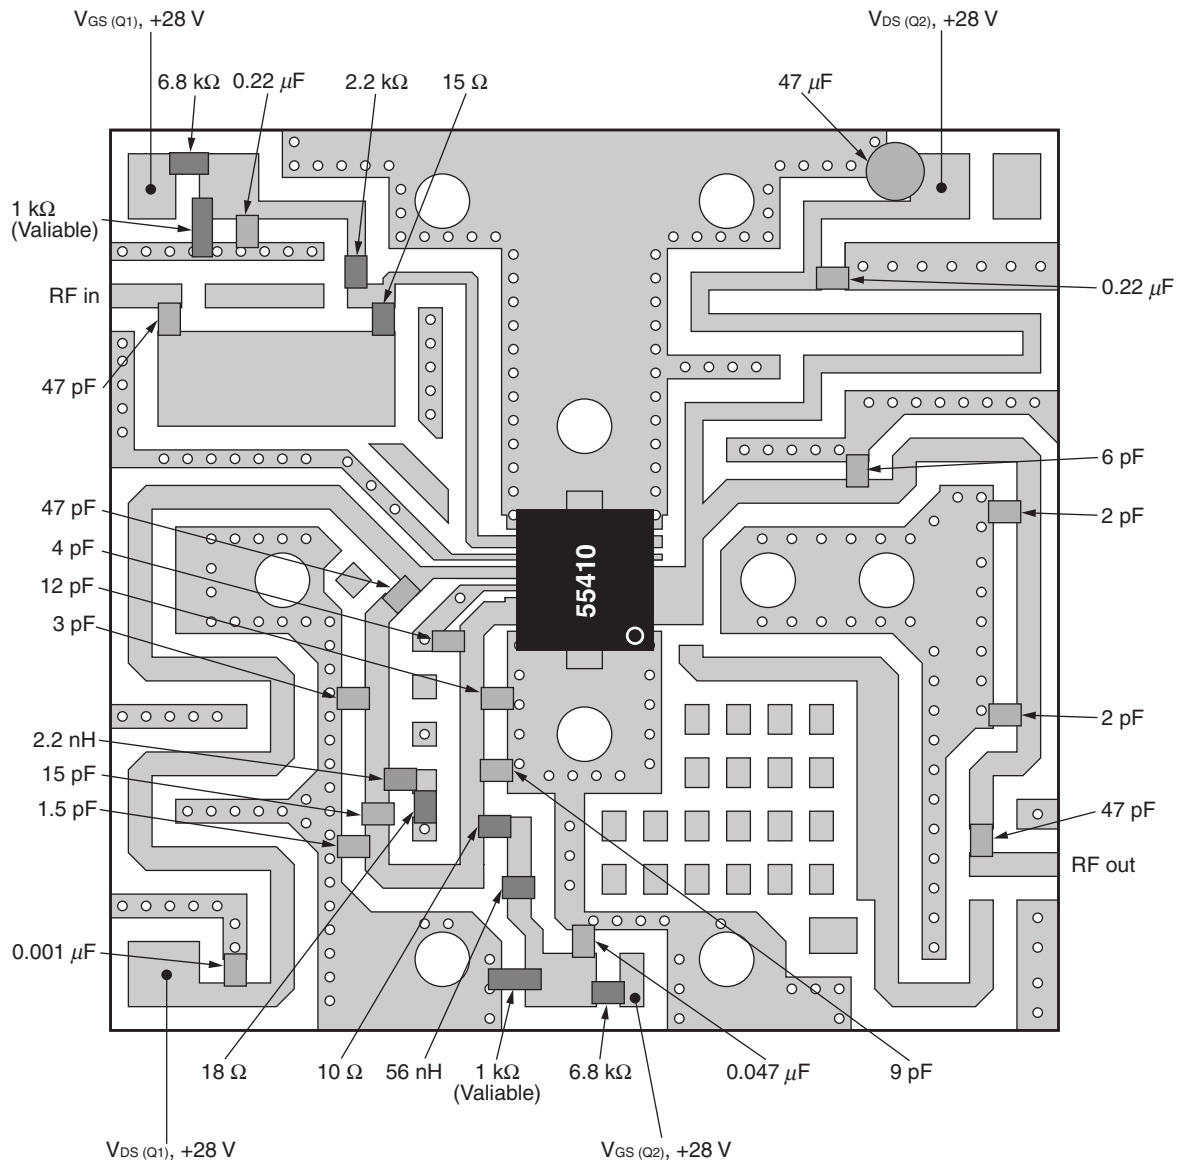 VGS (Q1), +28 V
VDS (Q2), +28 V
6.8 kΩ
0.22 μF
2.2 kΩ
15 Ω
47 μF
1 kΩ
(Valiable)
RF in
0.22 μF
47 pF
6 pF
47 pF
2 pF
4 pF
12 pF
55410
3 pF
2 pF
2.2 nH
15 pF
1.5 pF
47 pF
RF out
0.001 μF
18 Ω
10 Ω
56 nH
1 kΩ
(Valiable)
6.8 kΩ
0.047 μF
9 pF
VDS (Q1), +28 V
VGS (Q2), +28 V